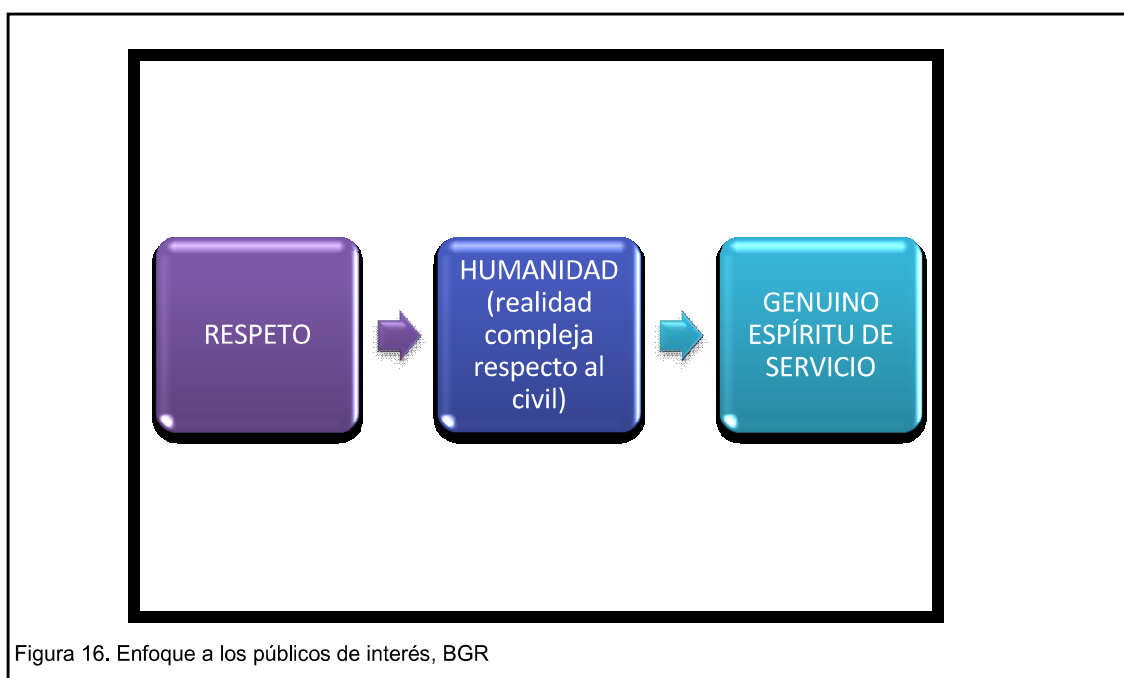 RESPETO
HUMANIDAD
(realidad
compleja
respecto al
civil)
GENUINO
ESPÍRITU DE
SERVICIO
Figura 16. Enfoque a los públicos de interés, BGR